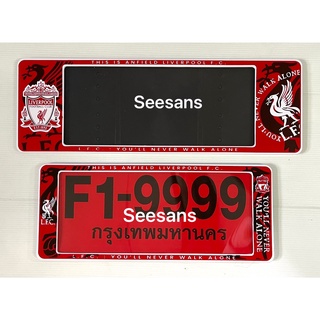 THIS IS ANFIELD LIVERPOOL F.C
LIVERPOOL
Seesans
YOU'LL NEVER WALK ALONE
L.F.C
L.F.C YOU'LL NEVER WALK ALONE
THIS IS ANFIELD LIVERPOOL F.C
F1-9999
Seesans
กรุงเทพมหานคร
L.F.C.
YOU'LL NEVER
WALK ALONE
L.F.C. YOU'LL NEVER WALK ALONE